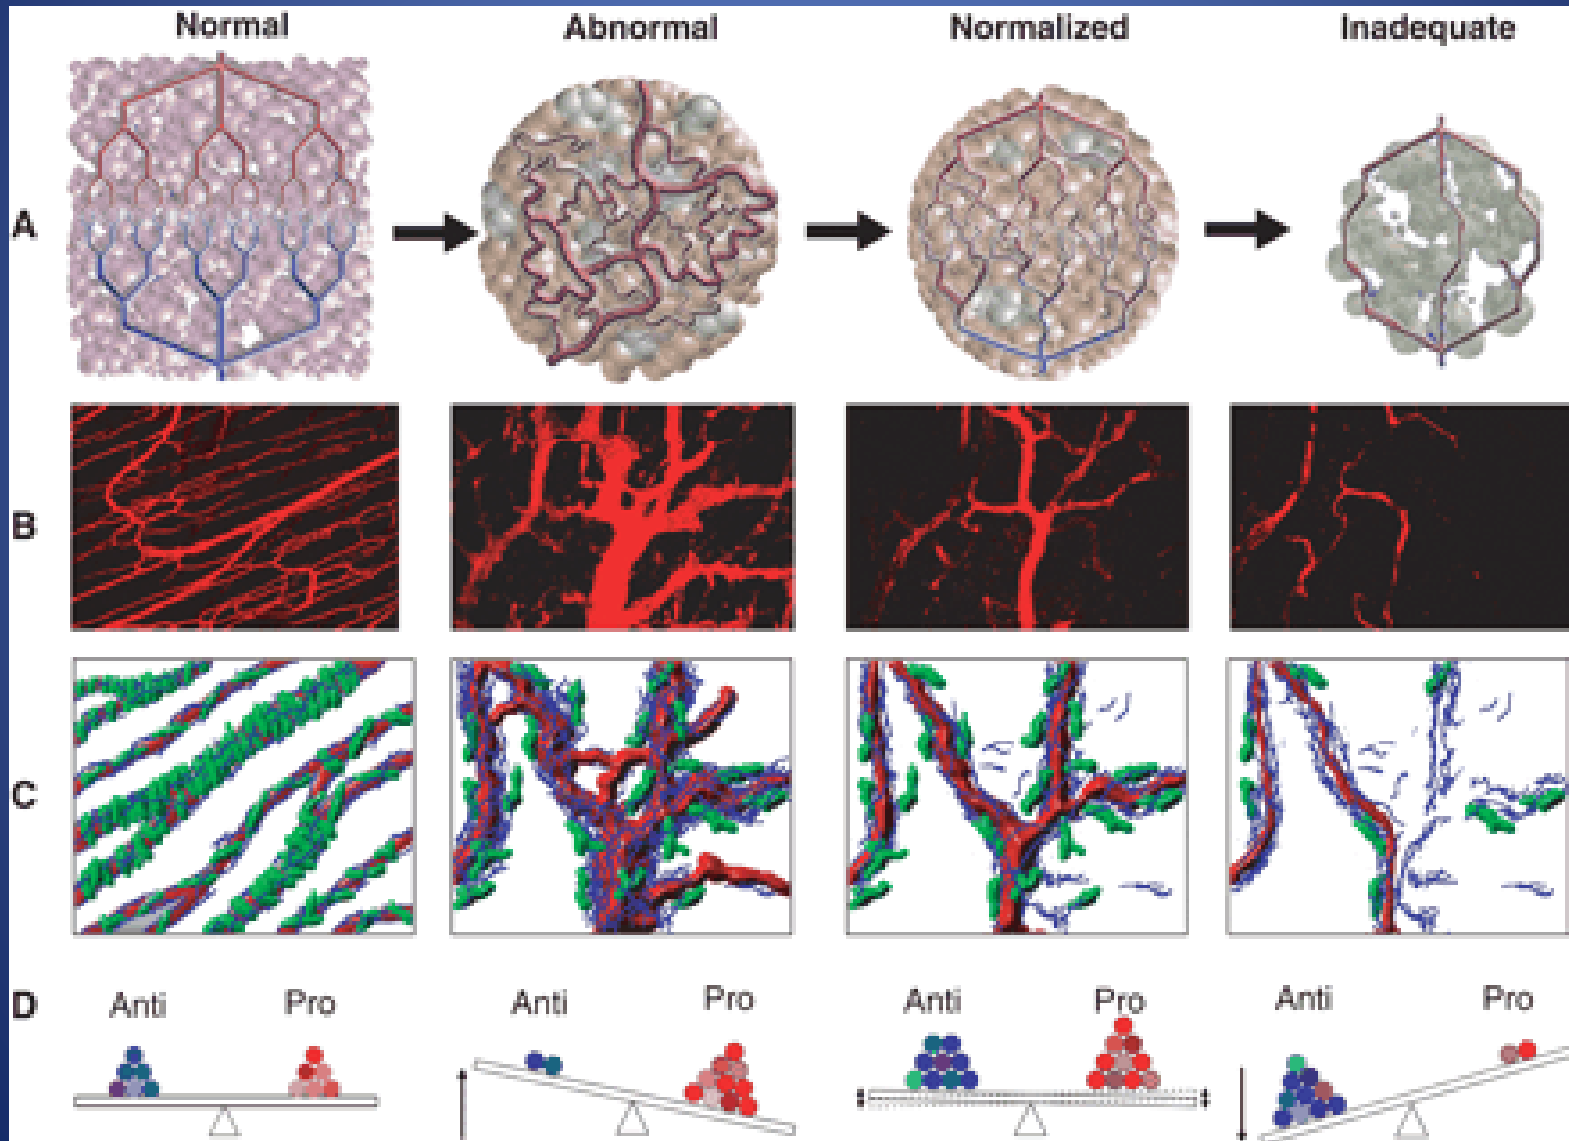 Normal Abnormal Normalized Inadequate
A
B
C
D
Anti Pro Anti Pro Anti Pro Anti Pro